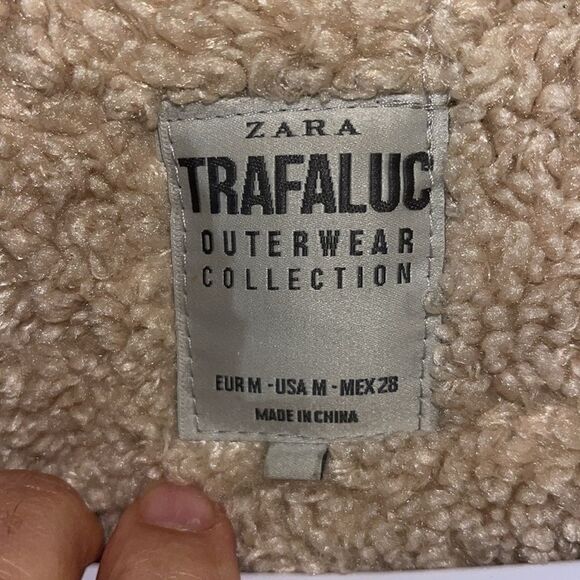 ZARA
TRAFALUC
OUTERWEAR
COLLECTION
EUR M - USA M - MEX 28
MADE IN CHINA